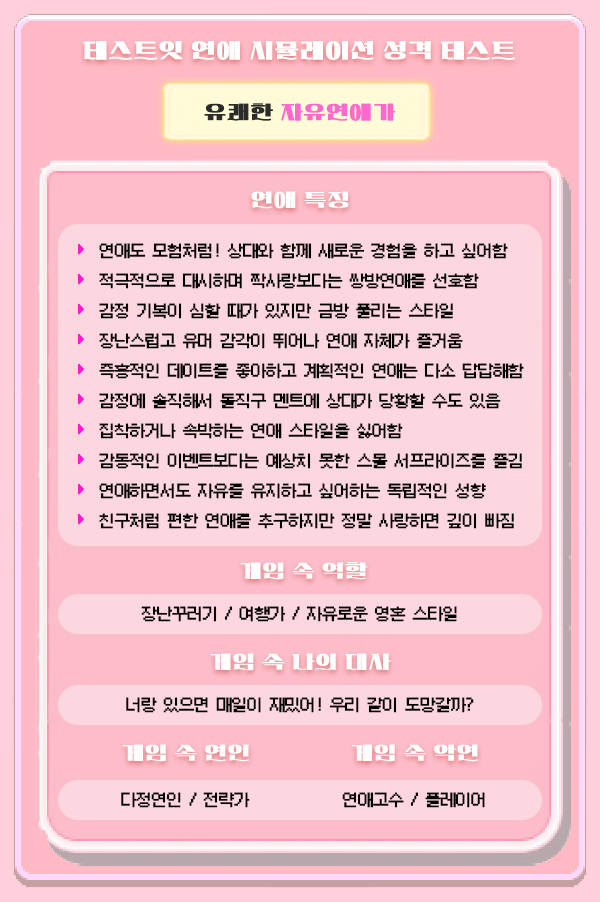 테스트잇 연애 시뮬레이션 성격 테스트
유쾌한 자유연애가
연애 특징
연애도 모험처럼! 상대와 함께 새로운 경험을 하고 싶어함
적극적으로 대시하며 짝사랑보다는 쌍방연애를 선호함
감정 기복이 심할 때가 있지만 금방 풀리는 스타일
장난스럽고 유머 감각이 뛰어나 연애 자체가 즐거움
즉흥적인 데이트를 좋아하고 계획적인 연애는 다소 답답해함
감정에 솔직해서 돌직구 멘트에 상대가 당황할 수도 있음
집착하거나 속박하는 연애 스타일을 싫어함
감동적인 이벤트보다는 예상치 못한 스몰 서프라이즈를 즐김
연애하면서도 자유를 유지하고 싶어하는 독립적인 성향
친구처럼 편한 연애를 추구하지만 정말 사랑하면 깊이 빠짐
게임 속 역할
장난꾸러기 / 여행가 / 자유로운 영혼 스타일
게임 속 나의 대사
너랑 있으면 매일이 재밌어! 우리 같이 도망갈까?
게임 속 연인 게임 속 악연
다정연인 / 전략가 연애고수 / 플레이어